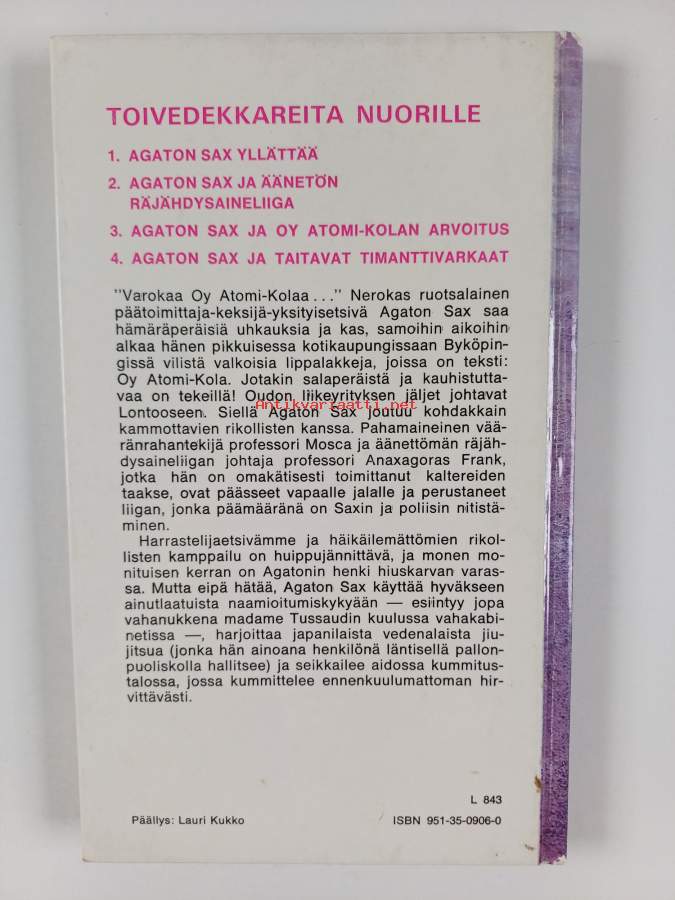 TOIVEDEKKAREITA NUORILLE
1. AGATON SAX YLLÄTTÄÄ
2. AGATON SAX JA ÄÄNETÖN
RÄJÄHDYSAINELIIGA
3. AGATON SAX JA OY ATOMI-KOLAN ARVOITUS
4. AGATON SAX JA TAITAVAT TIMANTTIVARKAAT
"Varokaa Oy Atomi-Kolaa..." Nerokas ruotsalainen
päätoimittaja-keksijä-yksityisetsivä Agaton Sax saa
hämäräperäisiä uhkauksia ja kas, samoihin aikoihin
alkaa hänen pikkuisessa kotikaupungissaan Byköpin-
gissä vilistä valkoisia lippalakkeja, joissa on teksti:
Oy Atomi-Kola. Jotakin salaperäistä ja kauhistutta-
vaa on tekeillä! Oudon liikeyrityksen jäljet johtavat
Antikvariaatti.net
Lontooseen. Siellä Agaton Sax joutuu kohdakkain
kammottavien rikollisten kanssa. Pahamaineinen vää-
ränrahantekijä professori Mosca ja äänettömän räjäh-
dysaineliigan johtaja professori Anaxagoras Frank,
jotka hän on omakätisesti toimittanut kaltereiden
taakse, ovat päässeet vapaalle jalalle ja perustaneet
liigan, jonka päämääränä on Saxin ja poliisin nitistä-
minen.
Harrastelijaetsivämme ja häikäilemättömien rikol-
listen kamppailu on huippujännittävä, ja monen mo-
nituisen kerran on Agatonin henki hiuskarvan varas-
sa. Mutta eipä hätää, Agaton Sax käyttää hyväkseen
ainutlaatuista naamioitumiskykyään — esiintyy jopa
vahanukkena madame Tussaudin kuulussa vahakabi-
netissa —, harjoittaa japanilaista vedenalaista jiu-
jitsua (jonka hän ainoana henkilönä läntisellä pallon-
puoliskolla hallitsee) ja seikkailee aidossa kummitus-
talossa, jossa kummittelee ennenkuulumattoman hir-
vittävästi.
L 843
Päällys: Lauri Kukko
ISBN 951-35-0906-0